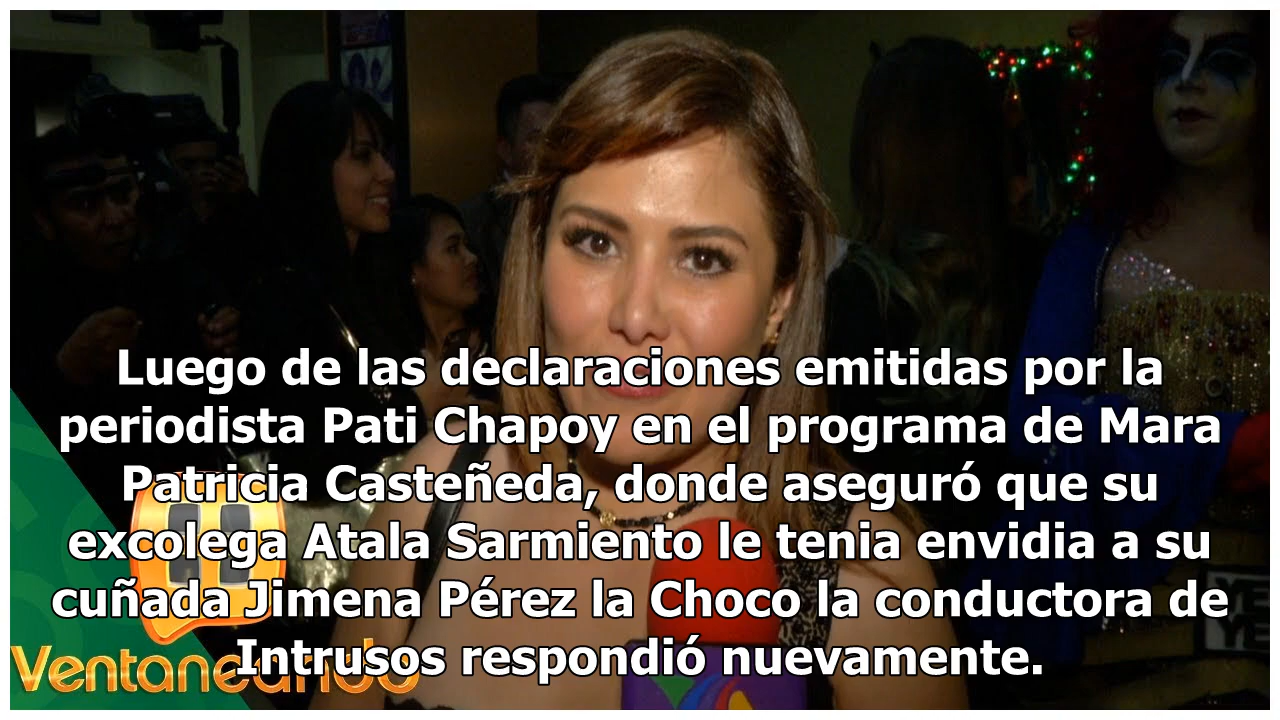 Luego de las declaraciones emitidas por la
periodista Pati Chapoy en el programa de Mara
Patricia Casteñeda, donde aseguró que su
excolega Atala Sarmiento le tenia envidia a su
cuñada Jimena Pérez la Choco la conductora de
Intrusos respondió nuevamente.
Ventaneando